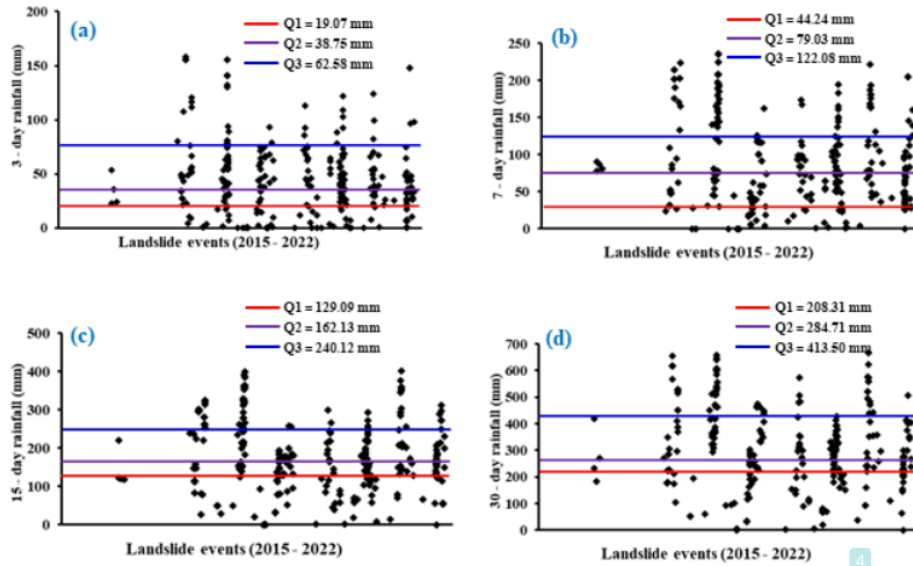 (a)
Q1 = 19.07 mm
Q2 = 38.75 mm
Q3 = 62.58 mm
200
150
100
50
0
3 - day rainfall (mm)
Landslide events (2015 - 2022)
(b)
Q1 = 44.24 mm
Q2 = 79.03 mm
Q3 = 122.08 mm
250
200
150
100
50
0
7 - day rainfall (mm)
Landslide events (2015 - 2022)
(c)
Q1 = 129.09 mm
Q2 = 162.13 mm
Q3 = 240.12 mm
500
400
300
200
100
0
15 - day rainfall (mm)
Landslide events (2015 - 2022)
(d)
Q1 = 208.31 mm
Q2 = 284.71 mm
Q3 = 413.50 mm
700
600
500
400
300
200
100
0
30 - day rainfall (mm)
Landslide events (2015 - 2022)
4